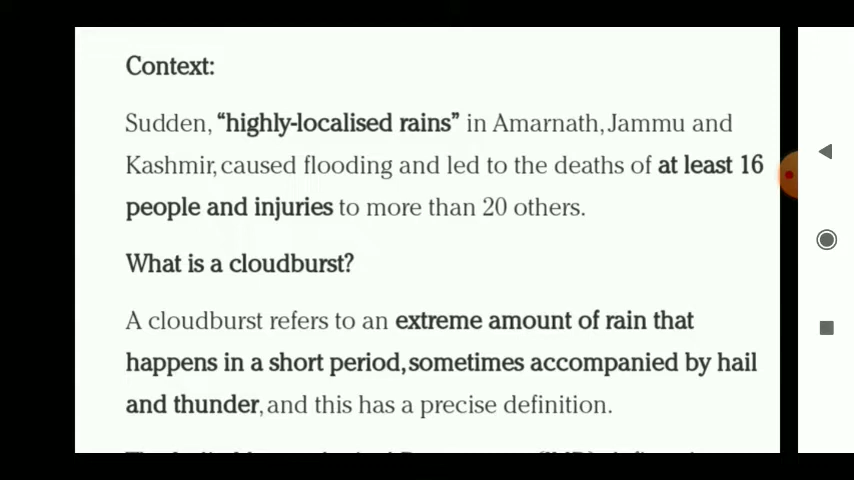 Context:
Sudden, “highly-localised rains” in Amarnath, Jammu and
Kashmir, caused flooding and led to the deaths of at least 16
people and injuries to more than 20 others.
What is a cloudburst?
A cloudburst refers to an extreme amount of rain that
happens in a short period, sometimes accompanied by hail
and thunder, and this has a precise definition.